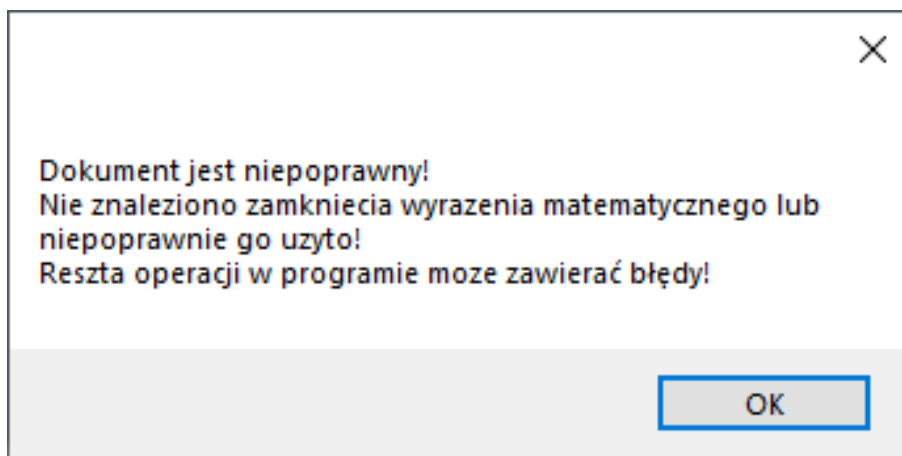 Dokument jest niepoprawny!
Nie znaleziono zamkniecia wyrazenia matematycznego lub
niepoprawnie go uzyto!
Reszta operacji w programie moze zawierać błędy!
OK